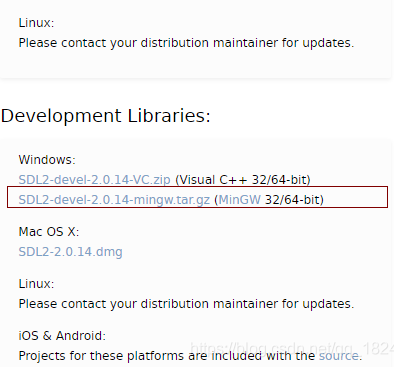 Linux:
Please contact your distribution maintainer for updates.
Development Libraries:
Windows:
SDL2-devel-2.0.14-VC.zip (Visual C++ 32/64-bit)
SDL2-devel-2.0.14-mingw.tar.gz (MinGW 32/64-bit)
Mac OS X:
SDL2-2.0.14.dmg
Linux:
Please contact your distribution maintainer for updates.
iOS & Android:
https://blog.csdn.net/qq_1824
Projects for these platforms are included with the source.